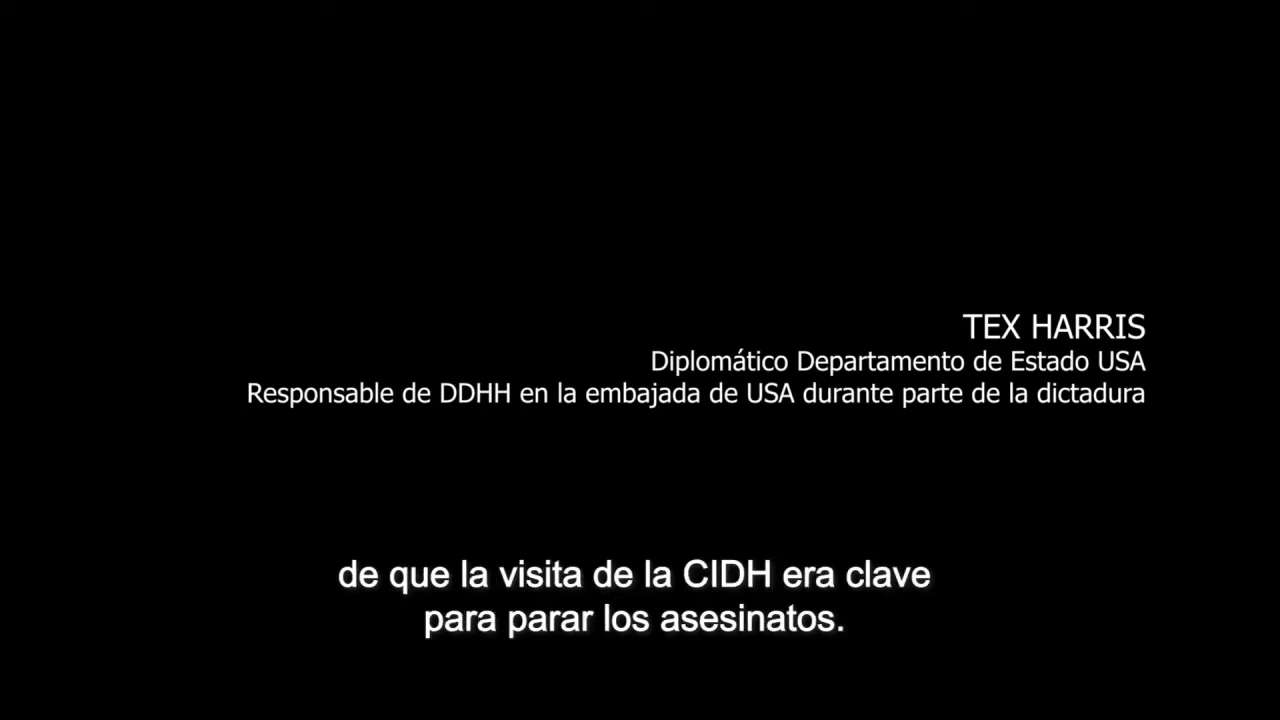 TEX HARRIS
Diplomático Departamento de Estado USA
Responsable de DDHH en la embajada de USA durante parte de la dictadura
de que la visita de la CIDH era clave
para parar los asesinatos.